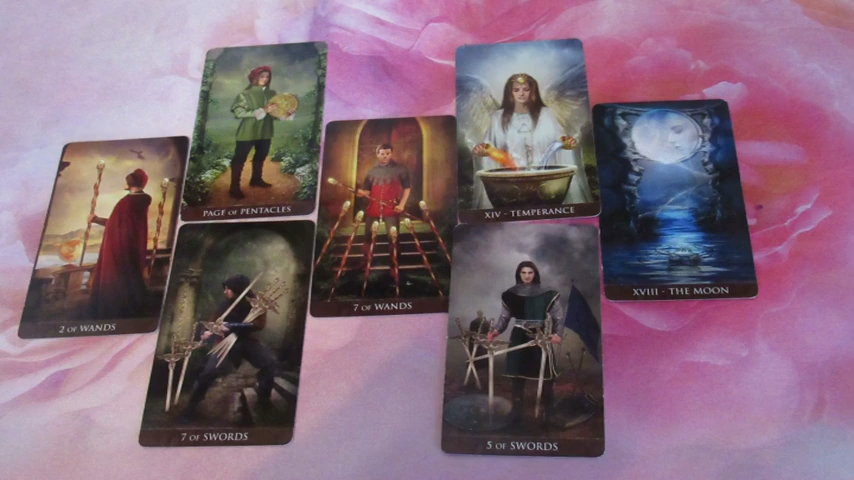 PAGE OF PENTACLES
XIV - TEMPERANCE
XVIII - THE MOON
7 OF WANDS
2 OF WANDS
7 OF SWORDS
5 OF SWORDS